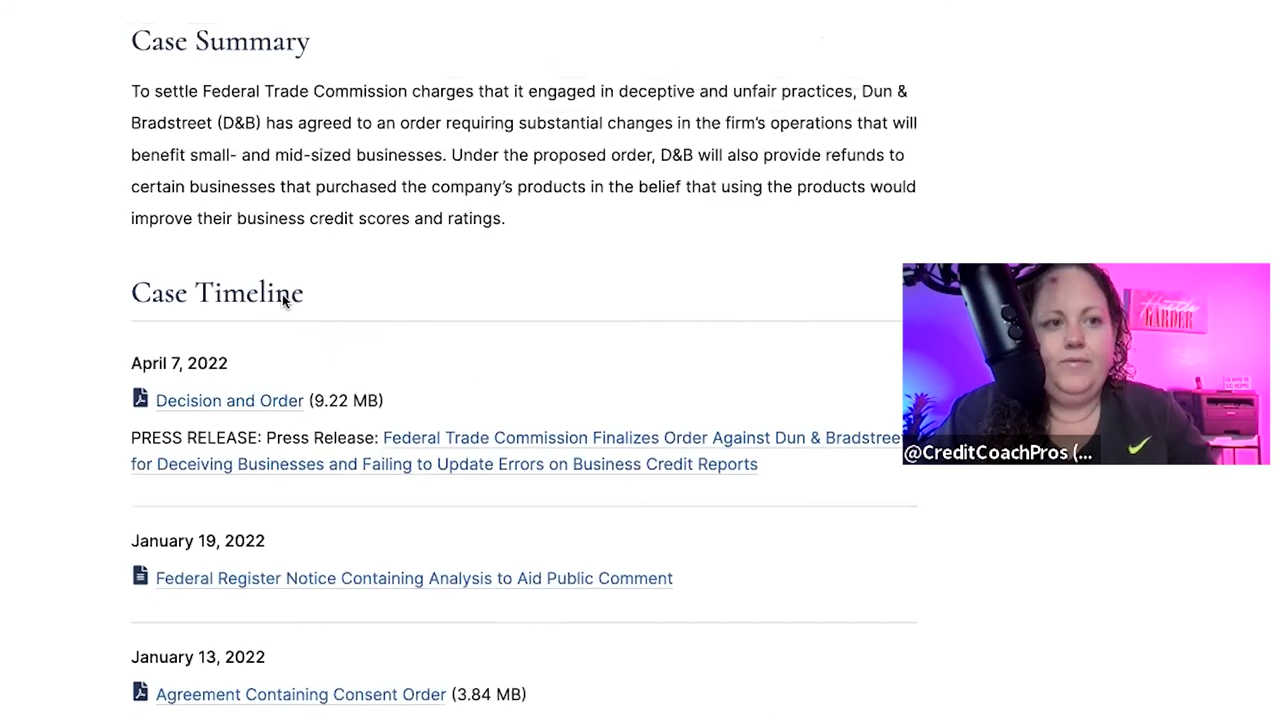 Case Summary
To settle Federal Trade Commission charges that it engaged in deceptive and unfair practices, Dun &
Bradstreet (D&B) has agreed to an order requiring substantial changes in the firm's operations that will
benefit small- and mid-sized businesses. Under the proposed order, D&B will also provide refunds to
certain businesses that purchased the company's products in the belief that using the products would
improve their business credit scores and ratings.
Case Timeline
April 7, 2022
Decision and Order (9.22 MB)
PRESS RELEASE: Press Release: Federal Trade Commission Finalizes Order Against Dun & Bradstree
for Deceiving Businesses and Failing to Update Errors on Business Credit Reports
January 19, 2022
Federal Register Notice Containing Analysis to Aid Public Comment
January 13, 2022
Agreement Containing Consent Order (3.84 MB)
Hustle
HARDER
@CreditCoachPros (...